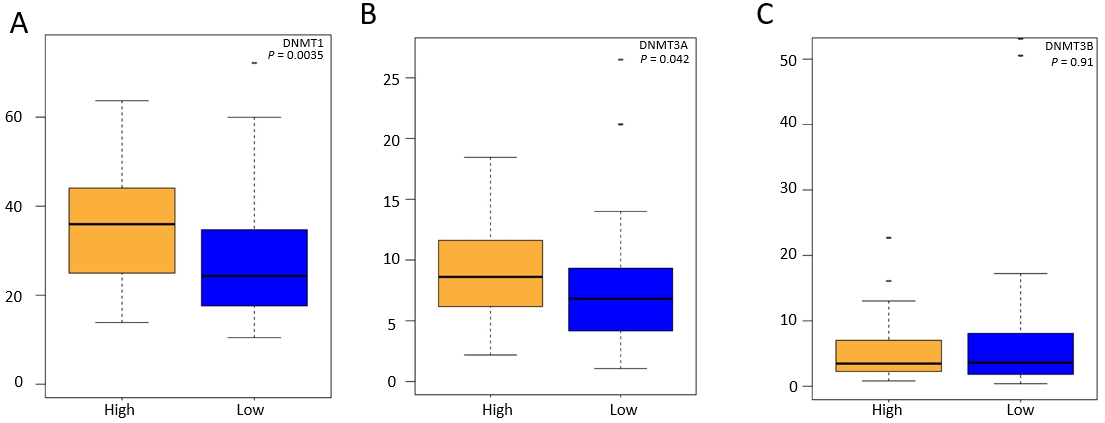 A
DNMT1
P = 0.0035
60
40
20
0
High Low
B
DNMT3A
P = 0.042
25
20
15
10
5
0
High Low
C
DNMT3B
P = 0.91
50
40
30
20
10
0
High Low